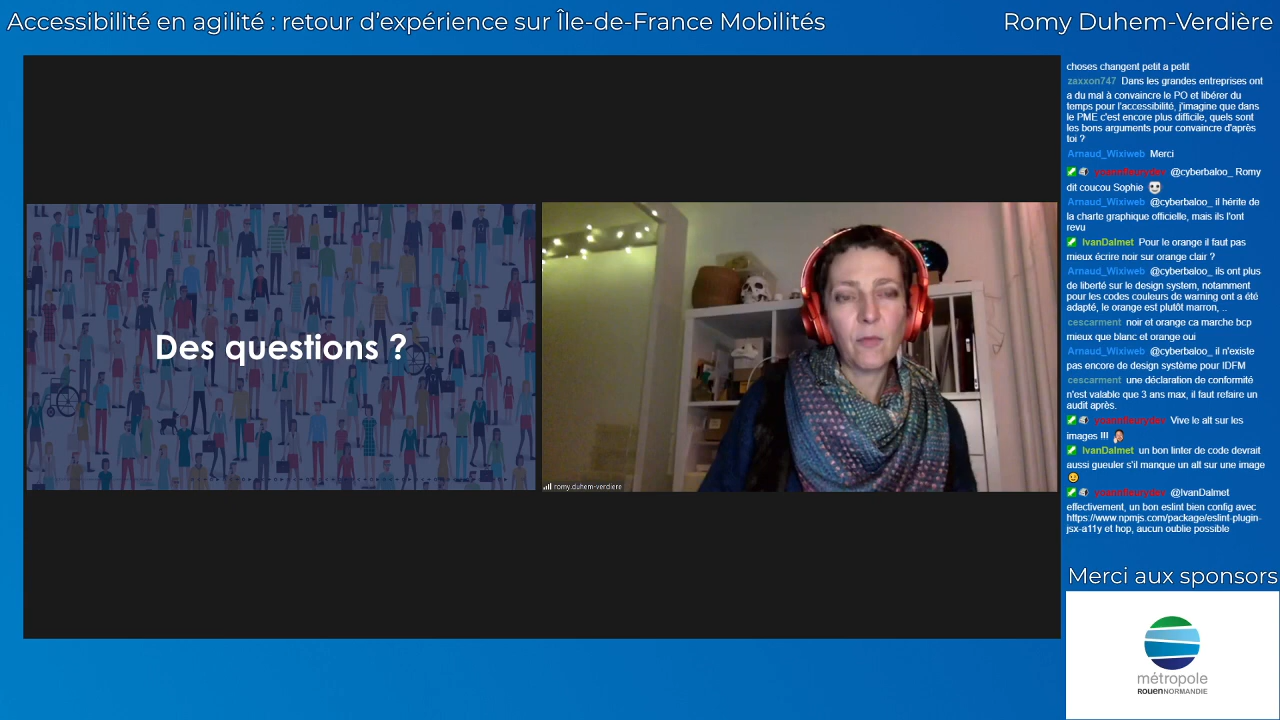 Accessibilité en agilité : retour d’expérience sur Île-de-France Mobilités
Romy Duhem-Verdière
Des questions ?
romy.duhem-verdiere
choses changent petit a petit
zaxxon747 Dans les grandes entreprises ont
a du mal à convaincre le PO et libérer du
temps pour l'accessibilité, j'imagine que dans
le PME c'est encore plus difficile, quels sont
les bons arguments pour convaincre d'après
toi ?
Arnaud_Wixiweb Merci
yoannfleurydev @cyberbaloo_ Romy
dit coucou Sophie
Arnaud_Wixiweb @cyberbaloo_ il hérite de
la charte graphique officielle, mais ils l'ont
revu
IvanDalmet Pour le orange il faut pas
mieux écrire noir sur orange clair ?
Arnaud_Wixiweb @cyberbaloo_ ils ont plus
de liberté sur le design system, notamment
pour les codes couleurs de warning ont a été
adapté, le orange est plutôt marron, ..
cescarment noir et orange ca marche bcp
mieux que blanc et orange oui
Arnaud_Wixiweb @cyberbaloo_ il n'existe
pas encore de design système pour IDFM
cescarment une déclaration de conformité
n'est valable que 3 ans max, il faut refaire un
audit après.
yoannfleurydev Vive le alt sur les
images !!!
IvanDalmet un bon linter de code devrait
aussi gueuler s'il manque un alt sur une image
yoannfleurydev @IvanDalmet
effectivement, un bon eslint bien config avec
https://www.npmjs.com/package/eslint-plugin-
jsx-a11y et hop, aucun oublie possible
Merci aux sponsors
métropole
ROUENNORMANDIE